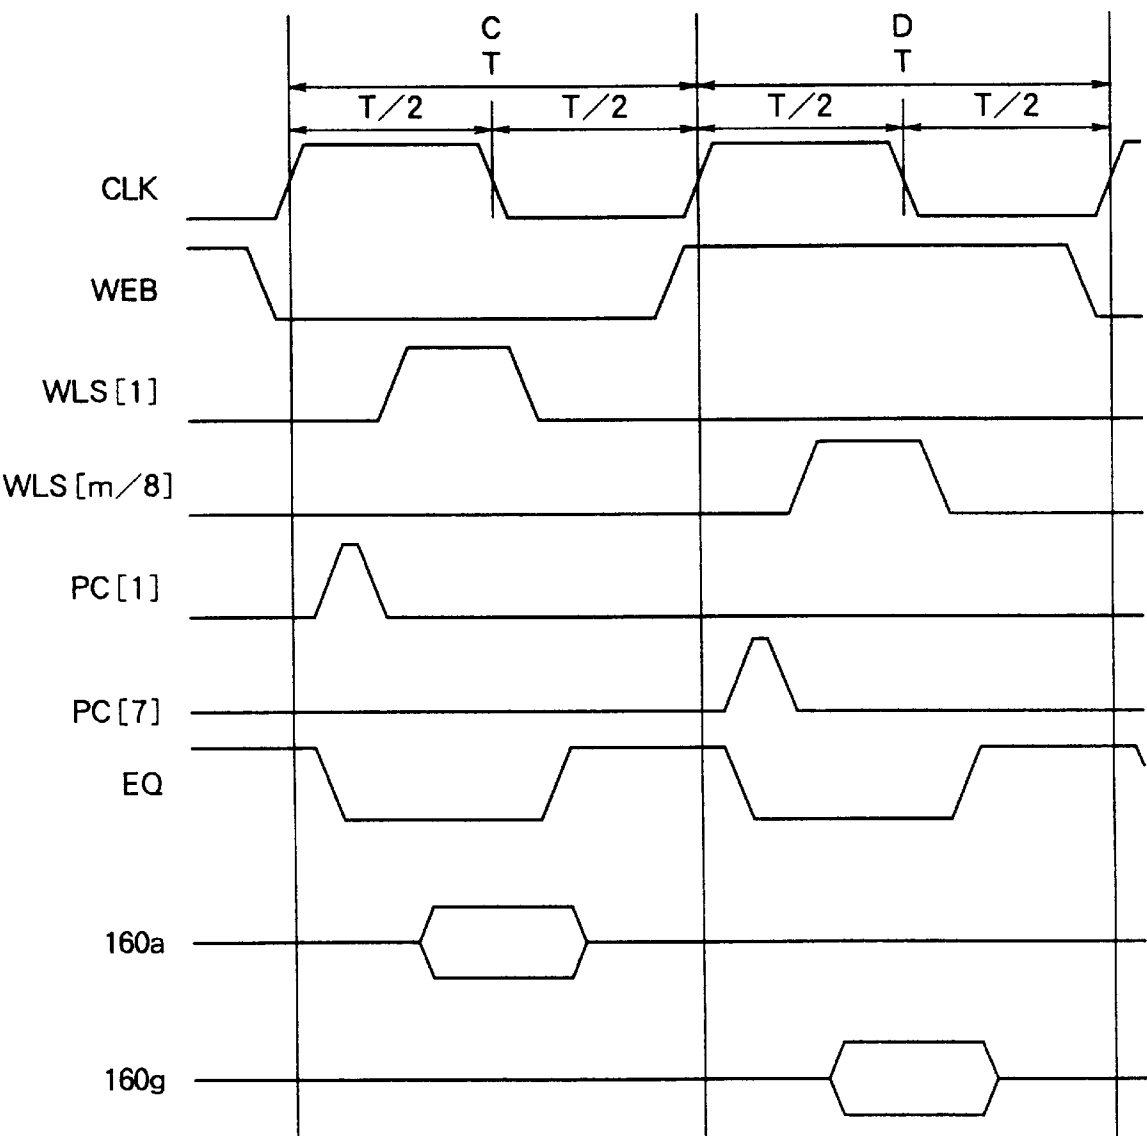 C D
T T
T/2 T/2 T/2 T/2
CLK
WEB
WLS[1]
WLS[m/8]
PC[1]
PC[7]
EQ
160a
160g